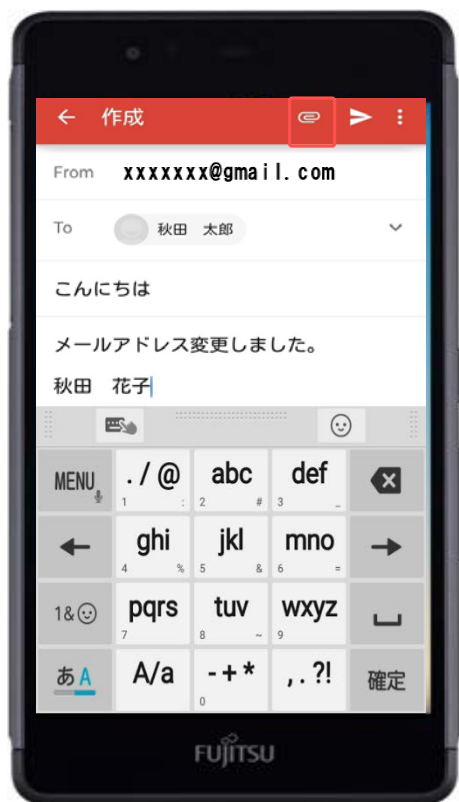 作成
From xxxxxxx@gmail.com
To 秋田 太郎
こんにちは
メールアドレス変更しました。
秋田 花子
MENU ./@ abc def
1 : 2 # 3 _
ghi jkl mno
4 % 5 & 6 =
1& pqrs tuv wxyz
7 8 ~ 9
あA A/a -+* ,.?! 確定
0
FUJITSU